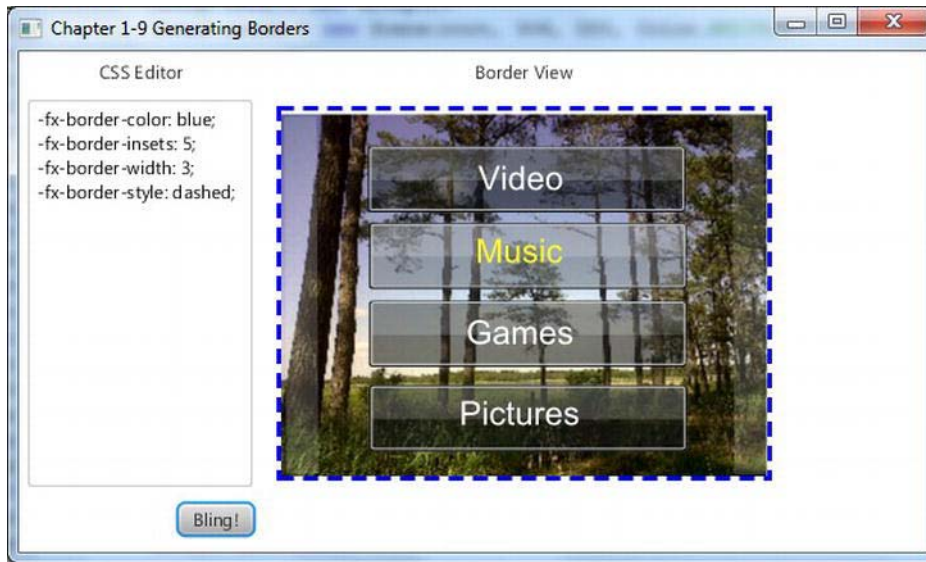 Chapter 1-9 Generating Borders
CSS Editor
Border View
-fx-border-color: blue;
-fx-border-insets: 5;
-fx-border-width: 3;
-fx-border-style: dashed;
Video
Music
Games
Pictures
Bling!